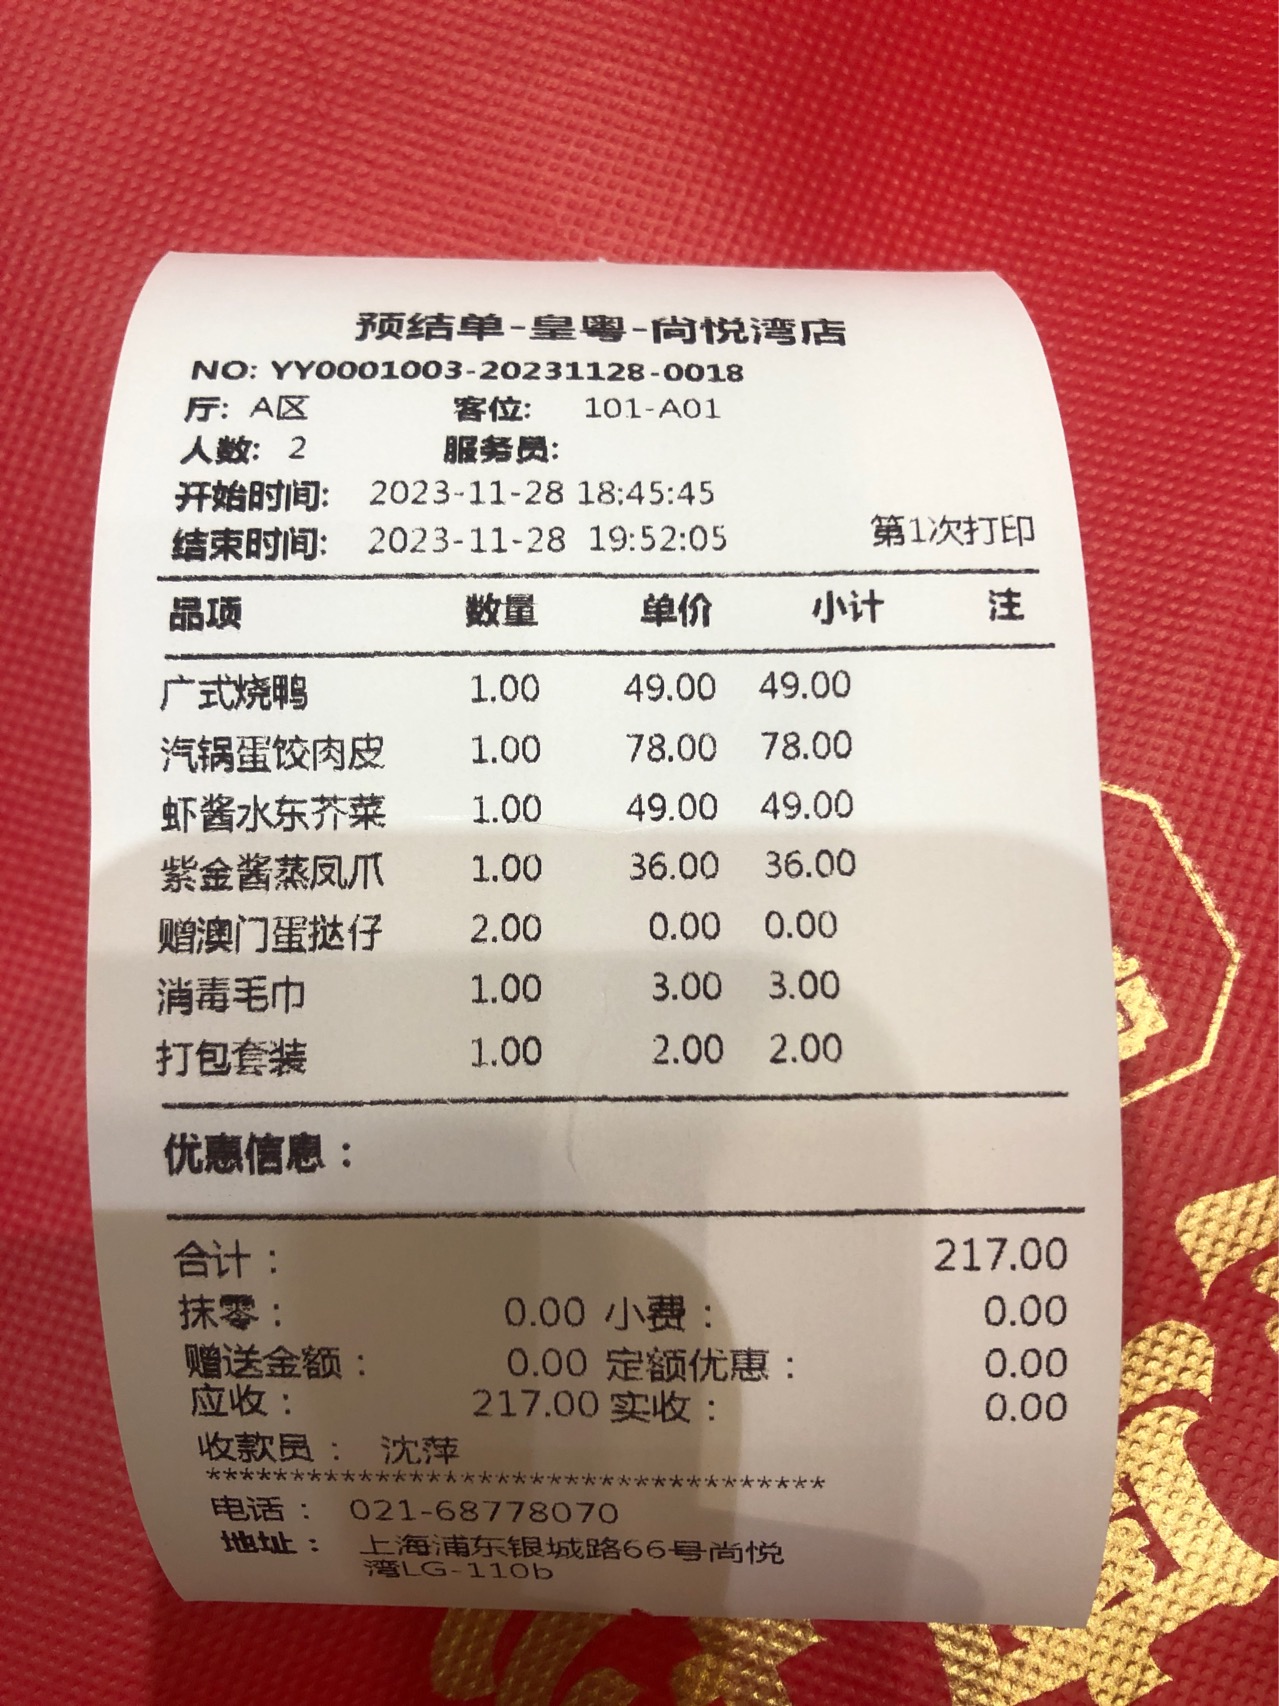 预结单-皇粤-尚悦湾店
NO: YY0001003-20231128-0018
厅: A区 客位: 101-A01
人数: 2 服务员:
开始时间: 2023-11-28 18:45:45
结束时间: 2023-11-28 19:52:05 第1次打印
品项 数量 单价 小计 注
广式烧鸭 1.00 49.00 49.00
汽锅蛋饺肉皮 1.00 78.00 78.00
虾酱水东芥菜 1.00 49.00 49.00
紫金酱蒸凤爪 1.00 36.00 36.00
赠澳门蛋挞仔 2.00 0.00 0.00
消毒毛巾 1.00 3.00 3.00
打包套装 1.00 2.00 2.00
优惠信息：
合计： 217.00
抹零： 0.00 小费： 0.00
赠送金额： 0.00 定额优惠： 0.00
应收： 217.00 实收： 0.00
收款员： 沈萍
*************************************
电话： 021-68778070
地址： 上海浦东银城路66号尚悦
湾LG-110b